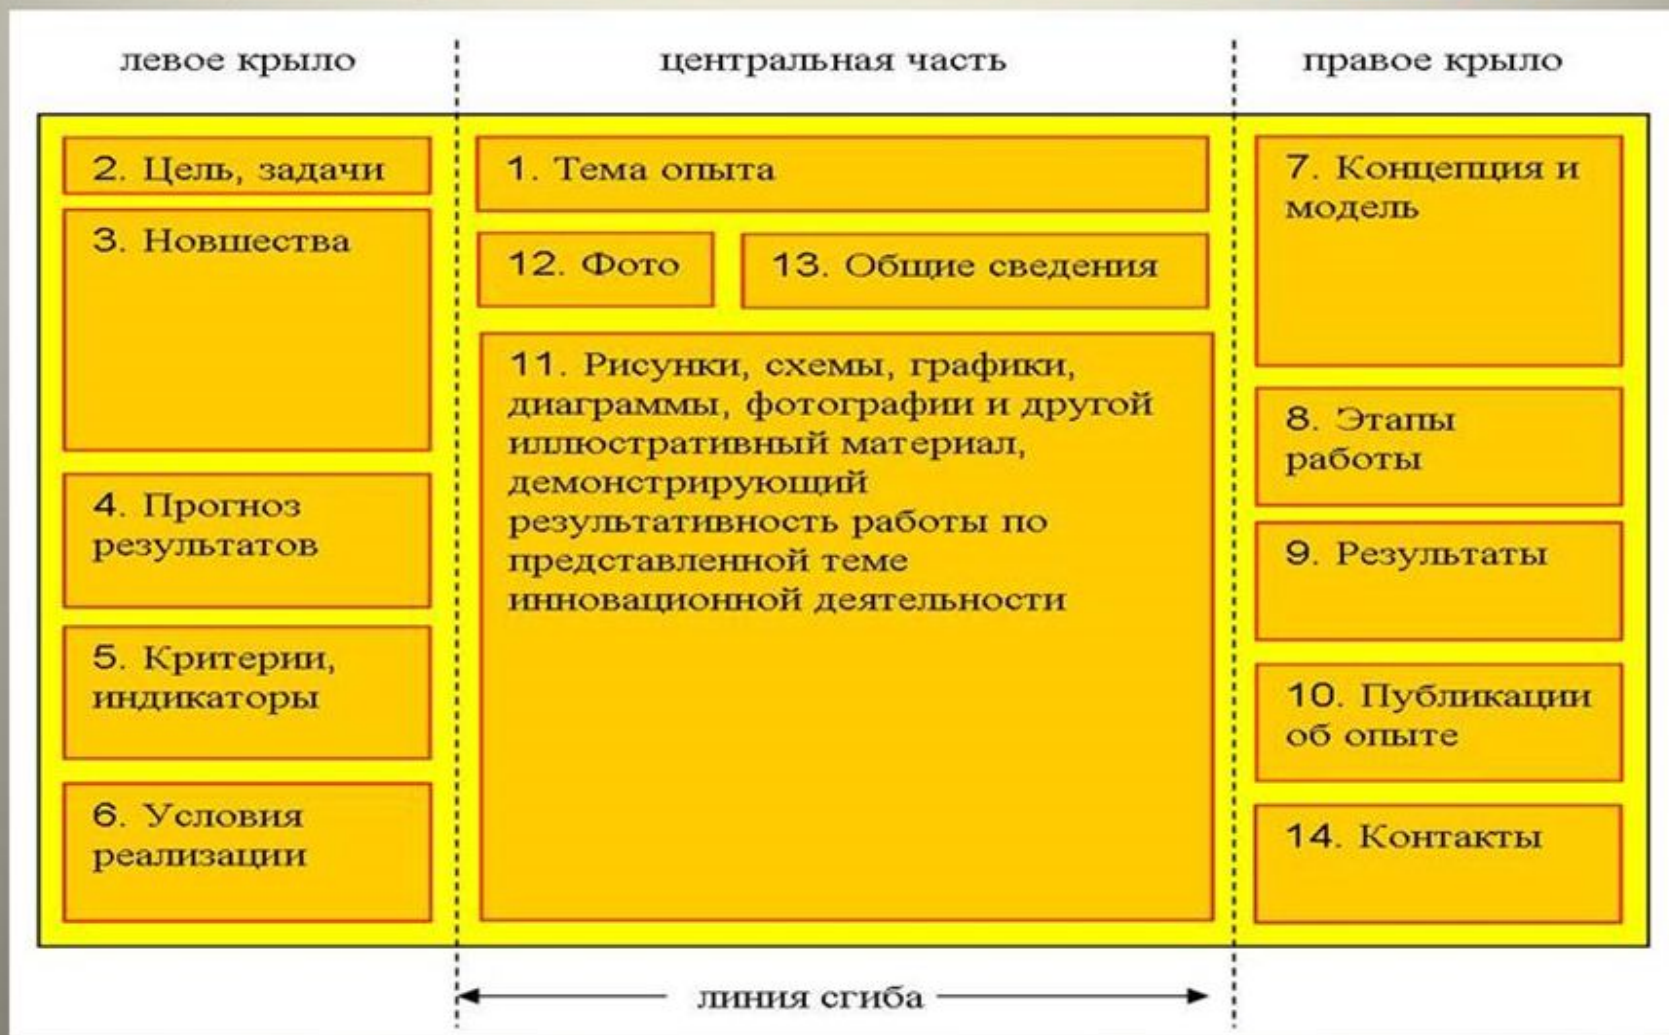 левое крыло
центральная часть
правое крыло
2. Цель, задачи
3. Новшества
4. Прогноз
результатов
5. Критерии,
индикаторы
6. Условия
реализации
1. Тема опыта
12. Фото
13. Общие сведения
11. Рисунки, схемы, графики,
диаграммы, фотографии и другой
иллюстративный материал,
демонстрирующий
результативность работы по
представленной теме
инновационной деятельности
7. Концепция и
модель
8. Этапы
работы
9. Результаты
10. Публикации
об опыте
14. Контакты
линия сгиба